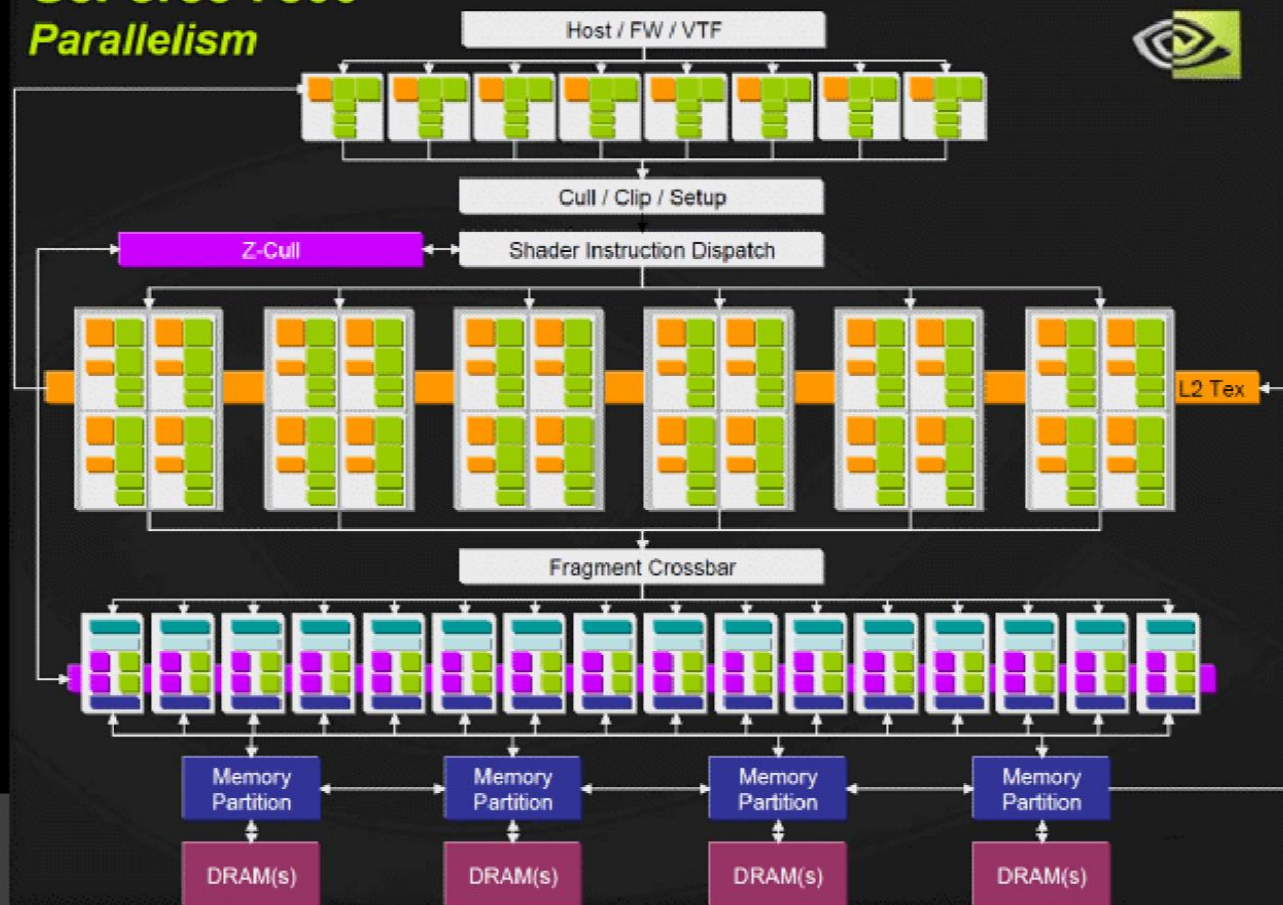 Parallelism
Host / FW / VTF
Cull / Clip / Setup
Z-Cull
Shader Instruction Dispatch
L2 Tex
Fragment Crossbar
Memory
Partition
Memory
Partition
Memory
Partition
Memory
Partition
DRAM(s)
DRAM(s)
DRAM(s)
DRAM(s)